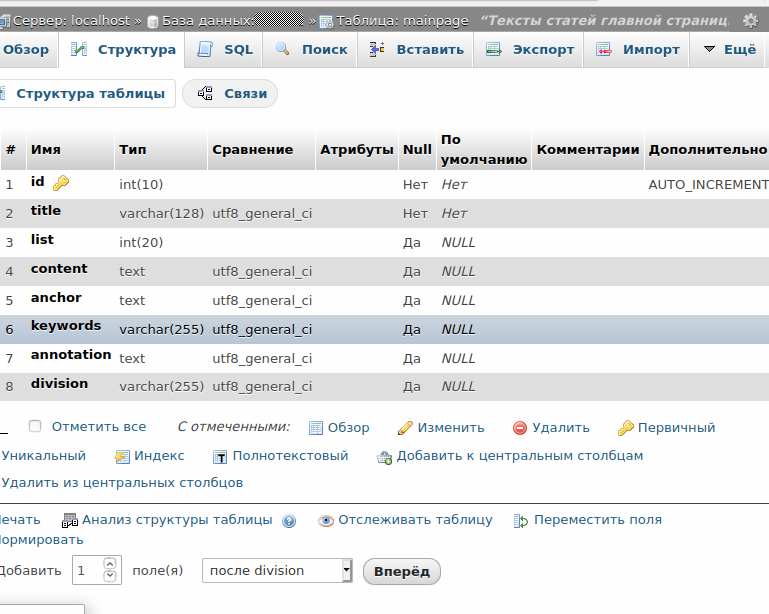 Сервер: localhost » База данных: » Таблица: mainpage “Тексты статей главной страниц
Обзор Структура SQL Поиск Вставить Экспорт Импорт Ещё
Структура таблицы Связи
# Имя Тип Сравнение Атрибуты Null По умолчанию Комментарии Дополнительно
1 id int(10) Нет Нет AUTO_INCREMENT
2 title varchar(128) utf8_general_ci Нет Нет
3 list int(20) Да NULL
4 content text utf8_general_ci Да NULL
5 anchor text utf8_general_ci Да NULL
6 keywords varchar(255) utf8_general_ci Да NULL
7 annotation text utf8_general_ci Да NULL
8 division varchar(255) utf8_general_ci Да NULL
Отметить все С отмеченными: Обзор Изменить Удалить Первичный
Уникальный Индекс Полнотекстовый Добавить к центральным столбцам
Удалить из центральных столбцов
ечать Анализ структуры таблицы Отслеживать таблицу Переместить поля
ормировать
Добавить 1 поле(я) после division Вперёд